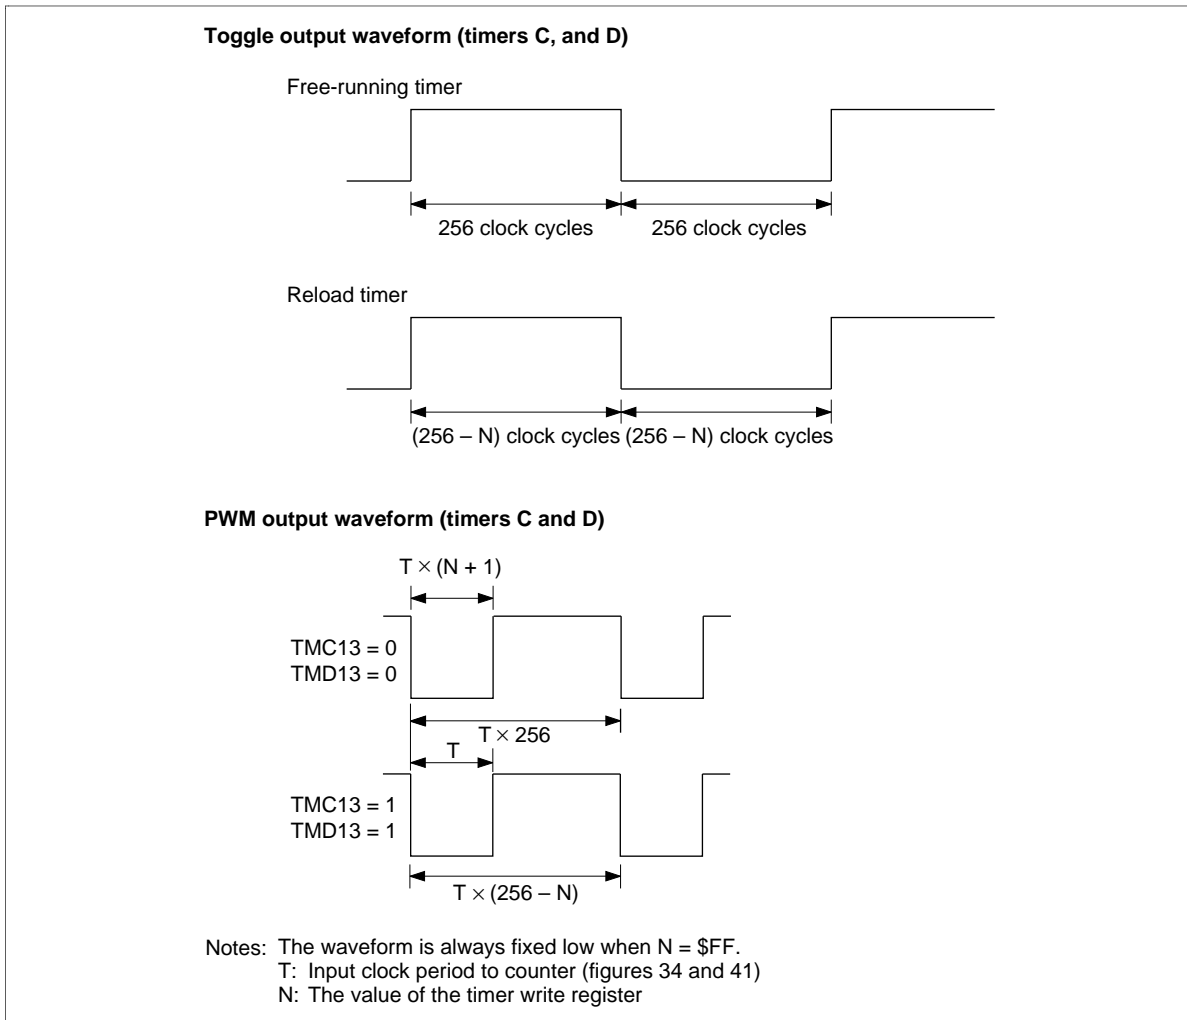 Toggle output waveform (timers C, and D)
Free-running timer
256 clock cycles 256 clock cycles
Reload timer
(256 – N) clock cycles (256 – N) clock cycles
PWM output waveform (timers C and D)
T × (N + 1)
TMC13 = 0
TMD13 = 0
T × 256
T
TMC13 = 1
TMD13 = 1
T × (256 – N)
Notes: The waveform is always fixed low when N = $FF.
T: Input clock period to counter (figures 34 and 41)
N: The value of the timer write register